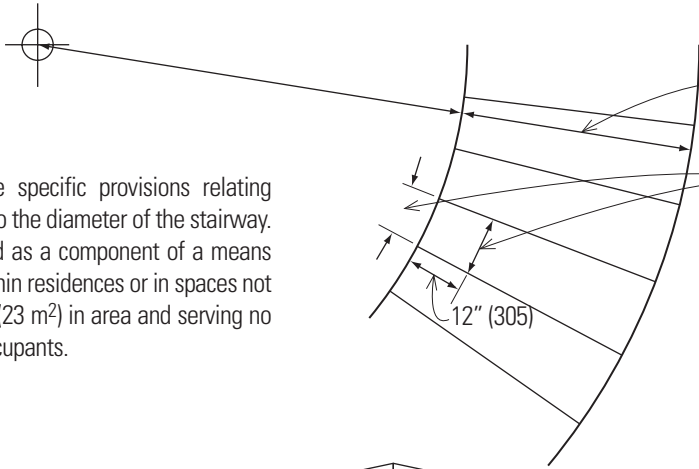 e specific provisions relating
o the diameter of the stairway.
d as a component of a means
hin residences or in spaces not
(23 m²) in area and serving no
cupants.
12" (305)